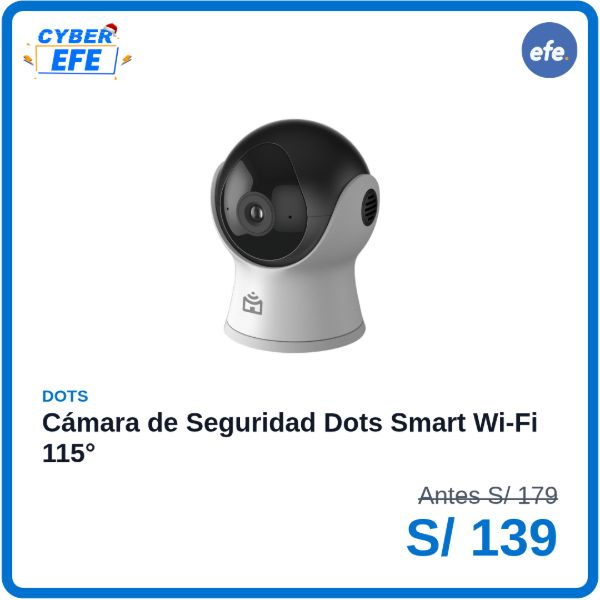 CYBER
EFE
efe.
DOTS
Cámara de Seguridad Dots Smart Wi-Fi
115°
Antes S/ 179
S/ 139